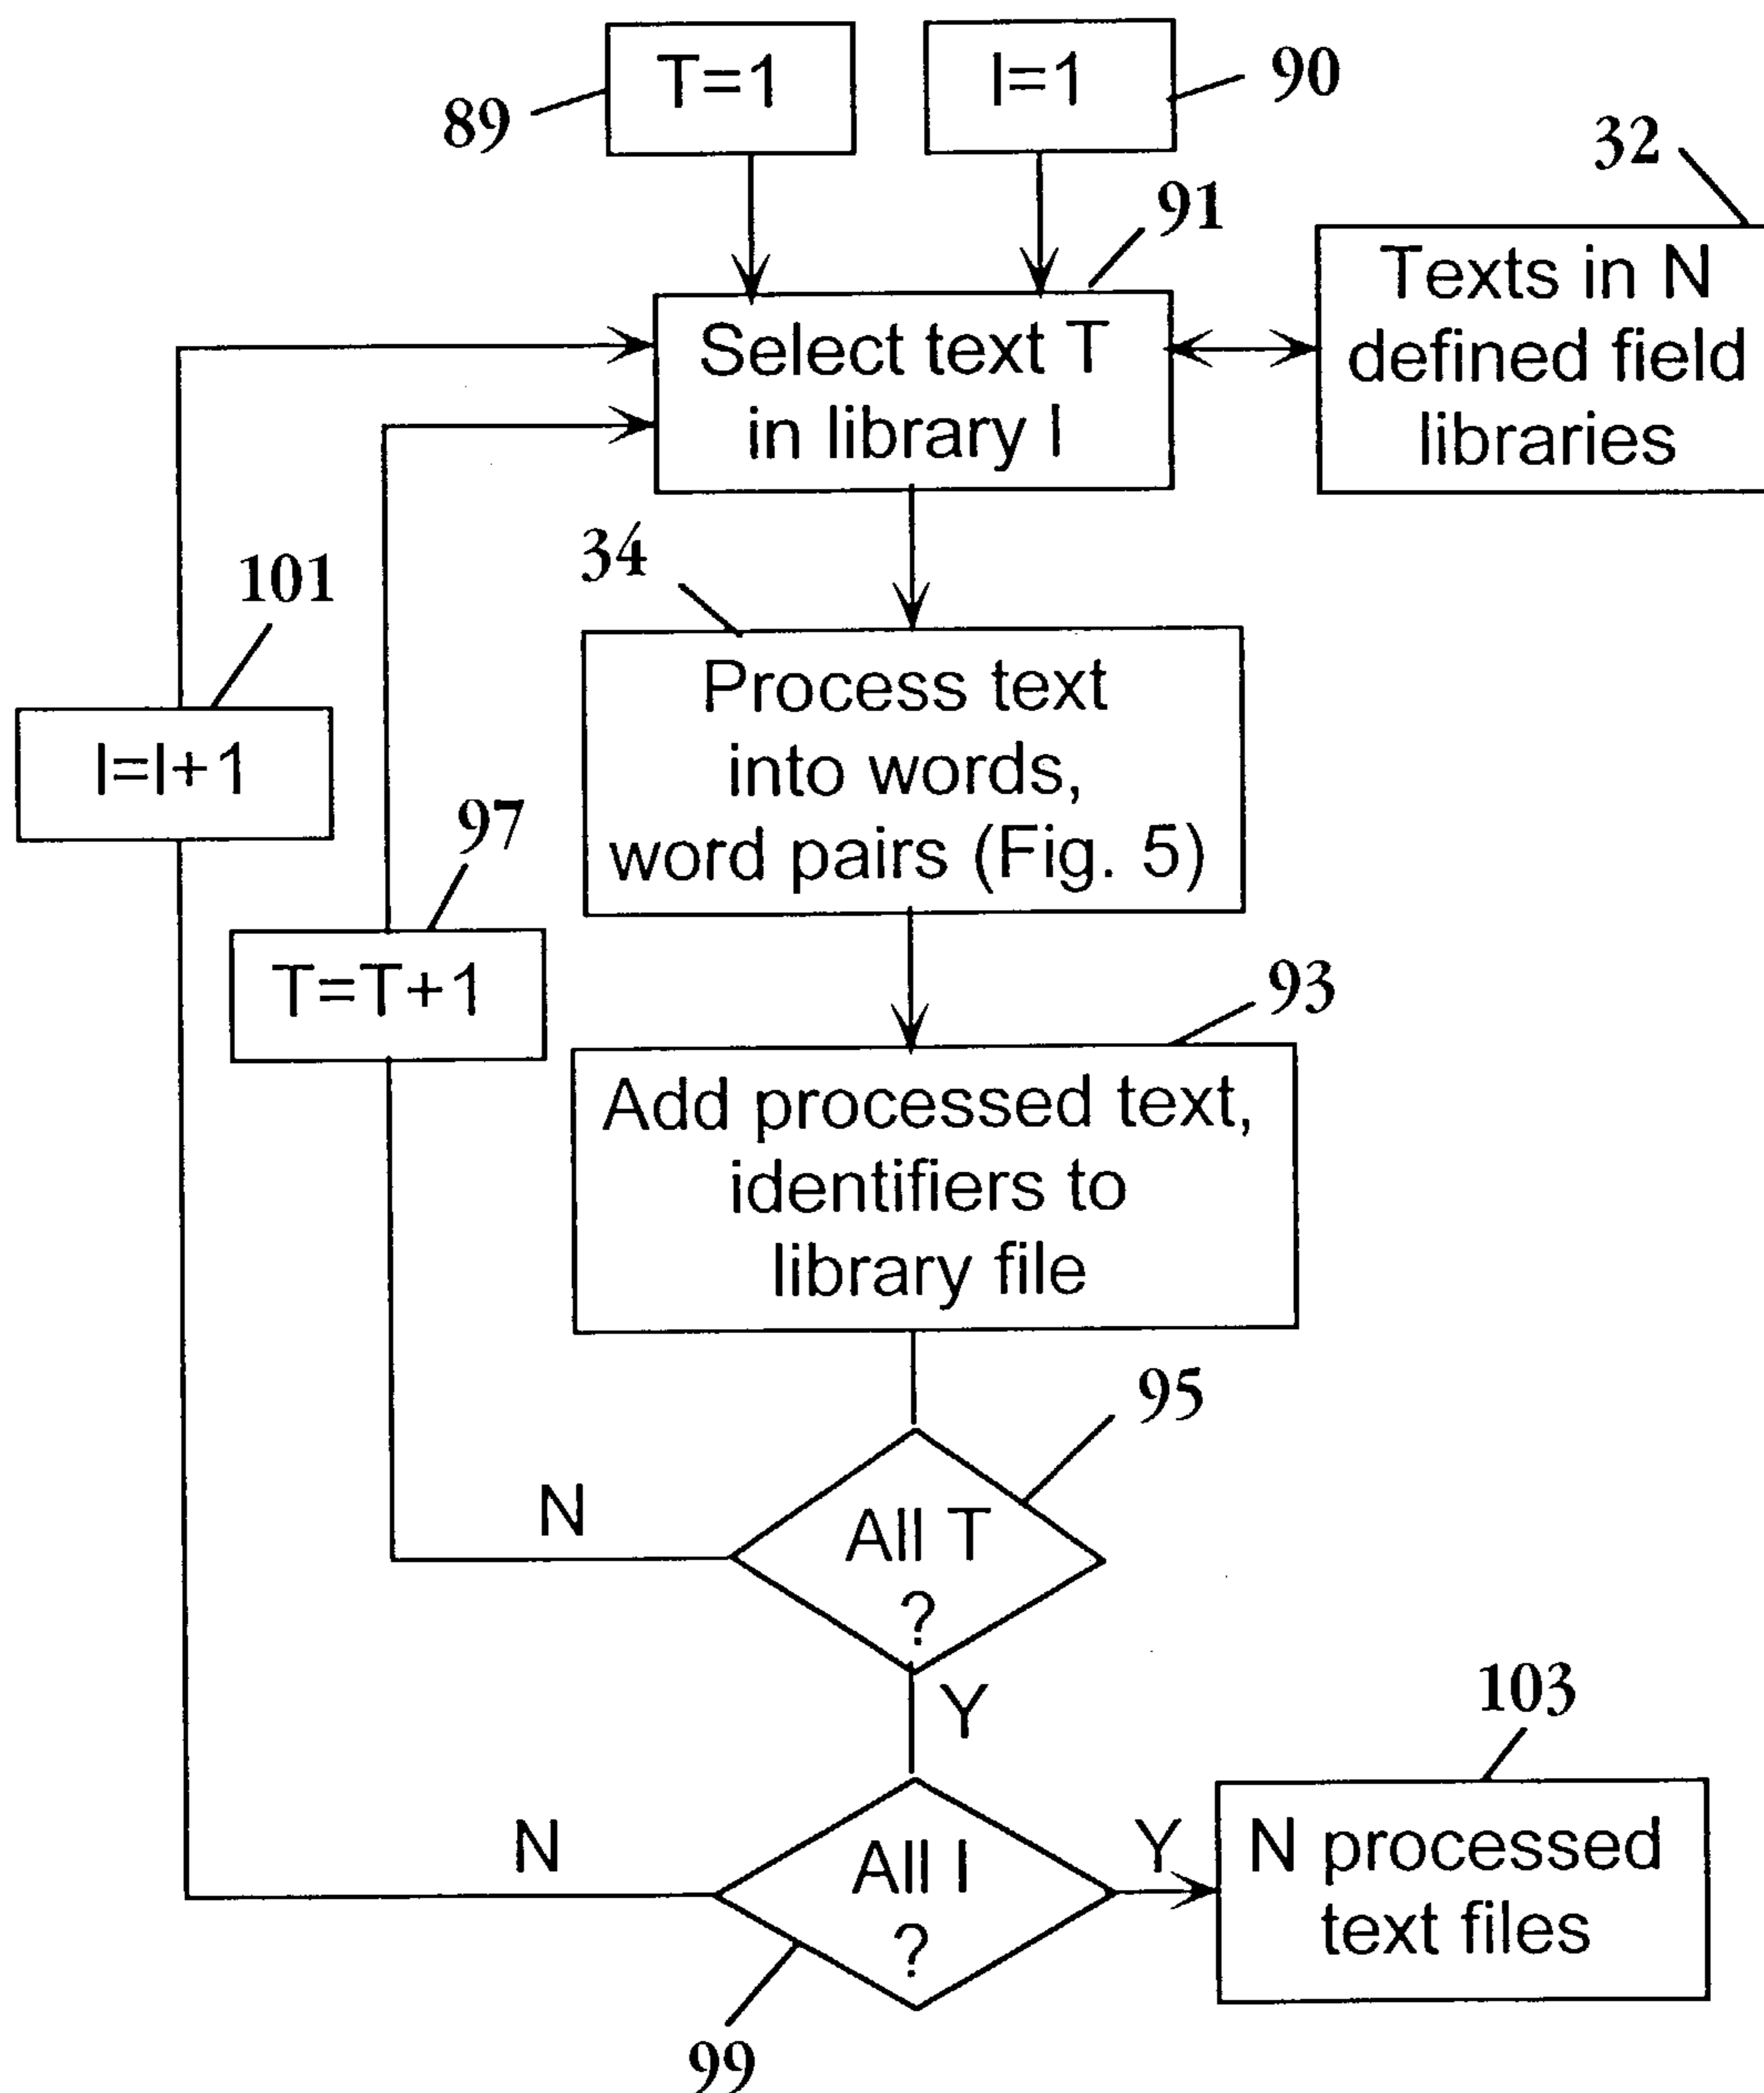 T=1
I=1
89
90
32
91
Texts in N
defined field
libraries
Select text T
in library I
34
101
Process text
into words,
word pairs (Fig. 5)
I=I+1
97
T=T+1
93
Add processed text,
identifiers to
library file
95
N
All T
?
Y
103
N
All I
?
Y
N processed
text files
99